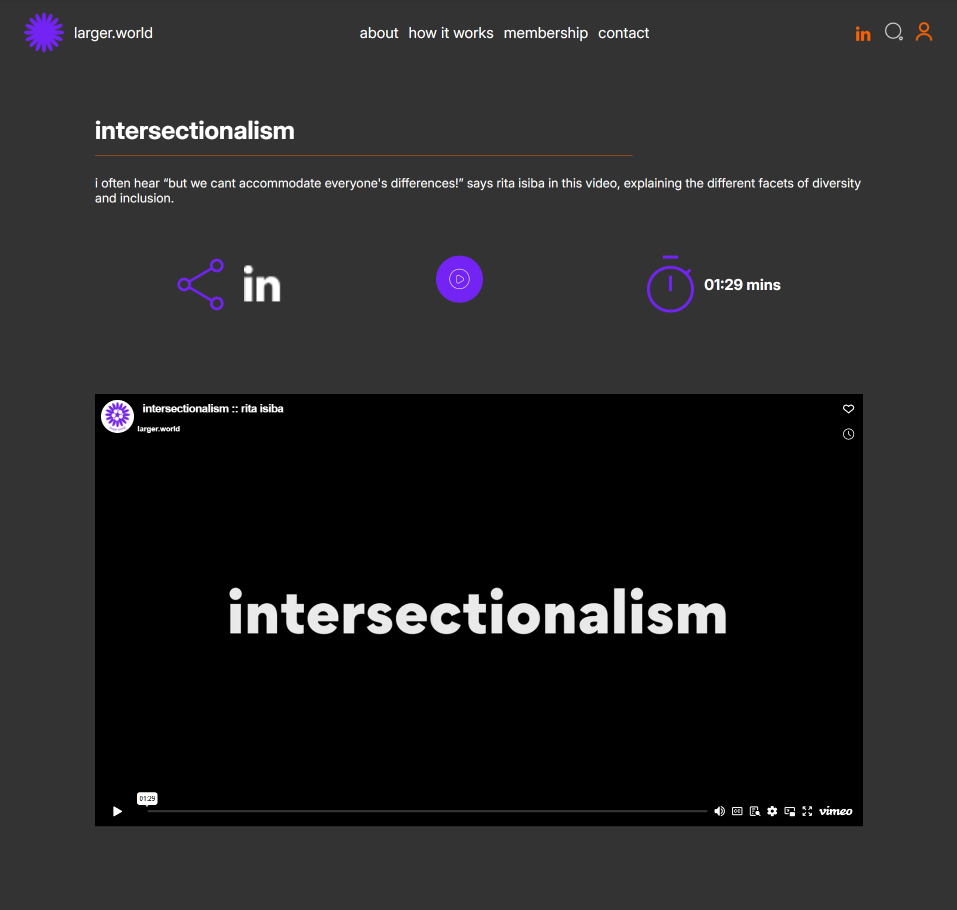 larger.world
about how it works membership contact
in
intersectionalism
i often hear “but we cant accommodate everyone's differences!” says rita isiba in this video, explaining the different facets of diversity
and inclusion.
in
01:29 mins
intersectionalism :: rita isiba
larger.world
intersectionalism
01:29
CC
vimeo